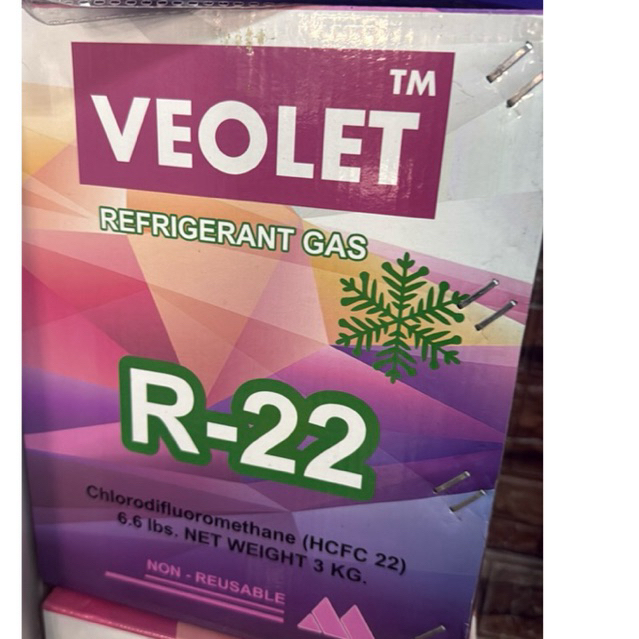 VEOLET TM
REFRIGERANT GAS
R-22
Chlorodifluoromethane (HCFC 22)
6.6 lbs. NET WEIGHT 3 KG.
NON - REUSABLE